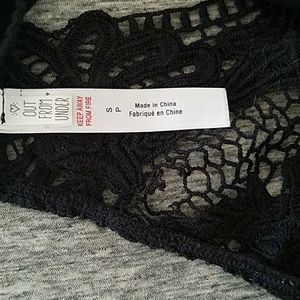 OUT
FROM
UNDER
KEEP AWAY
FROM FIRE
S
P
Made in China
Fabriqué en Chine